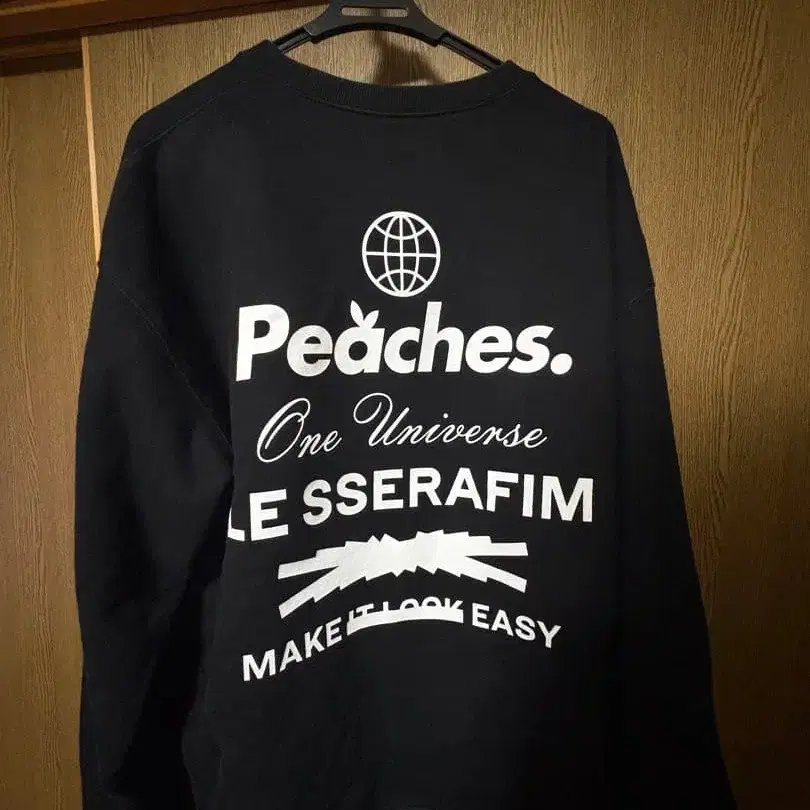 Peaches.
One Universe
LE SSERAFIM
MAKE IT LOOK EASY